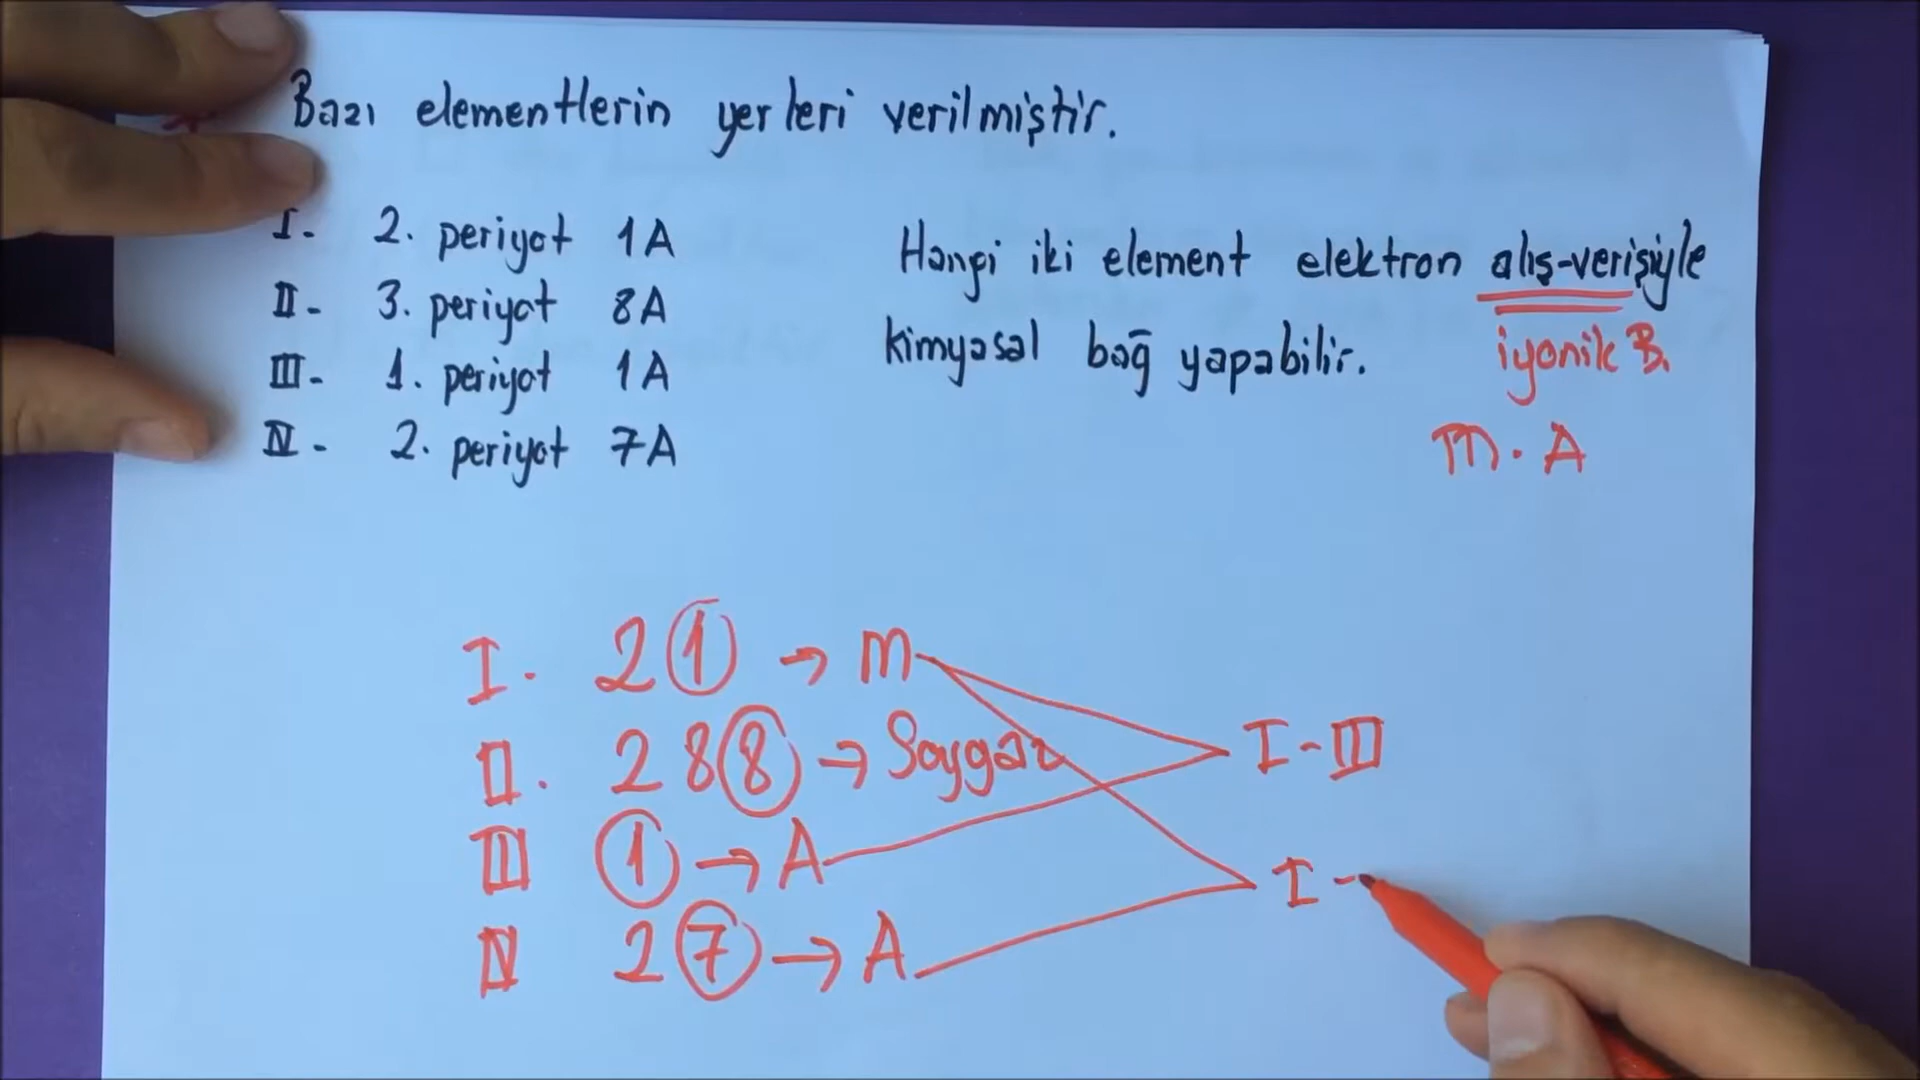 Bazı elementlerin yerleri verilmiştir.
I- 2. periyot 1A
II- 3. periyot 8A
III- 1. periyot 1A
IV- 2. periyot 7A
Hangi iki element elektron alış-verişiyle
kimyasal bağ yapabilir.
iyonik B.
m. A
I. 2 1 → m
II. 2 8 8 → Soygaz
III 1 → A
IV 2 7 → A
I-III
I -